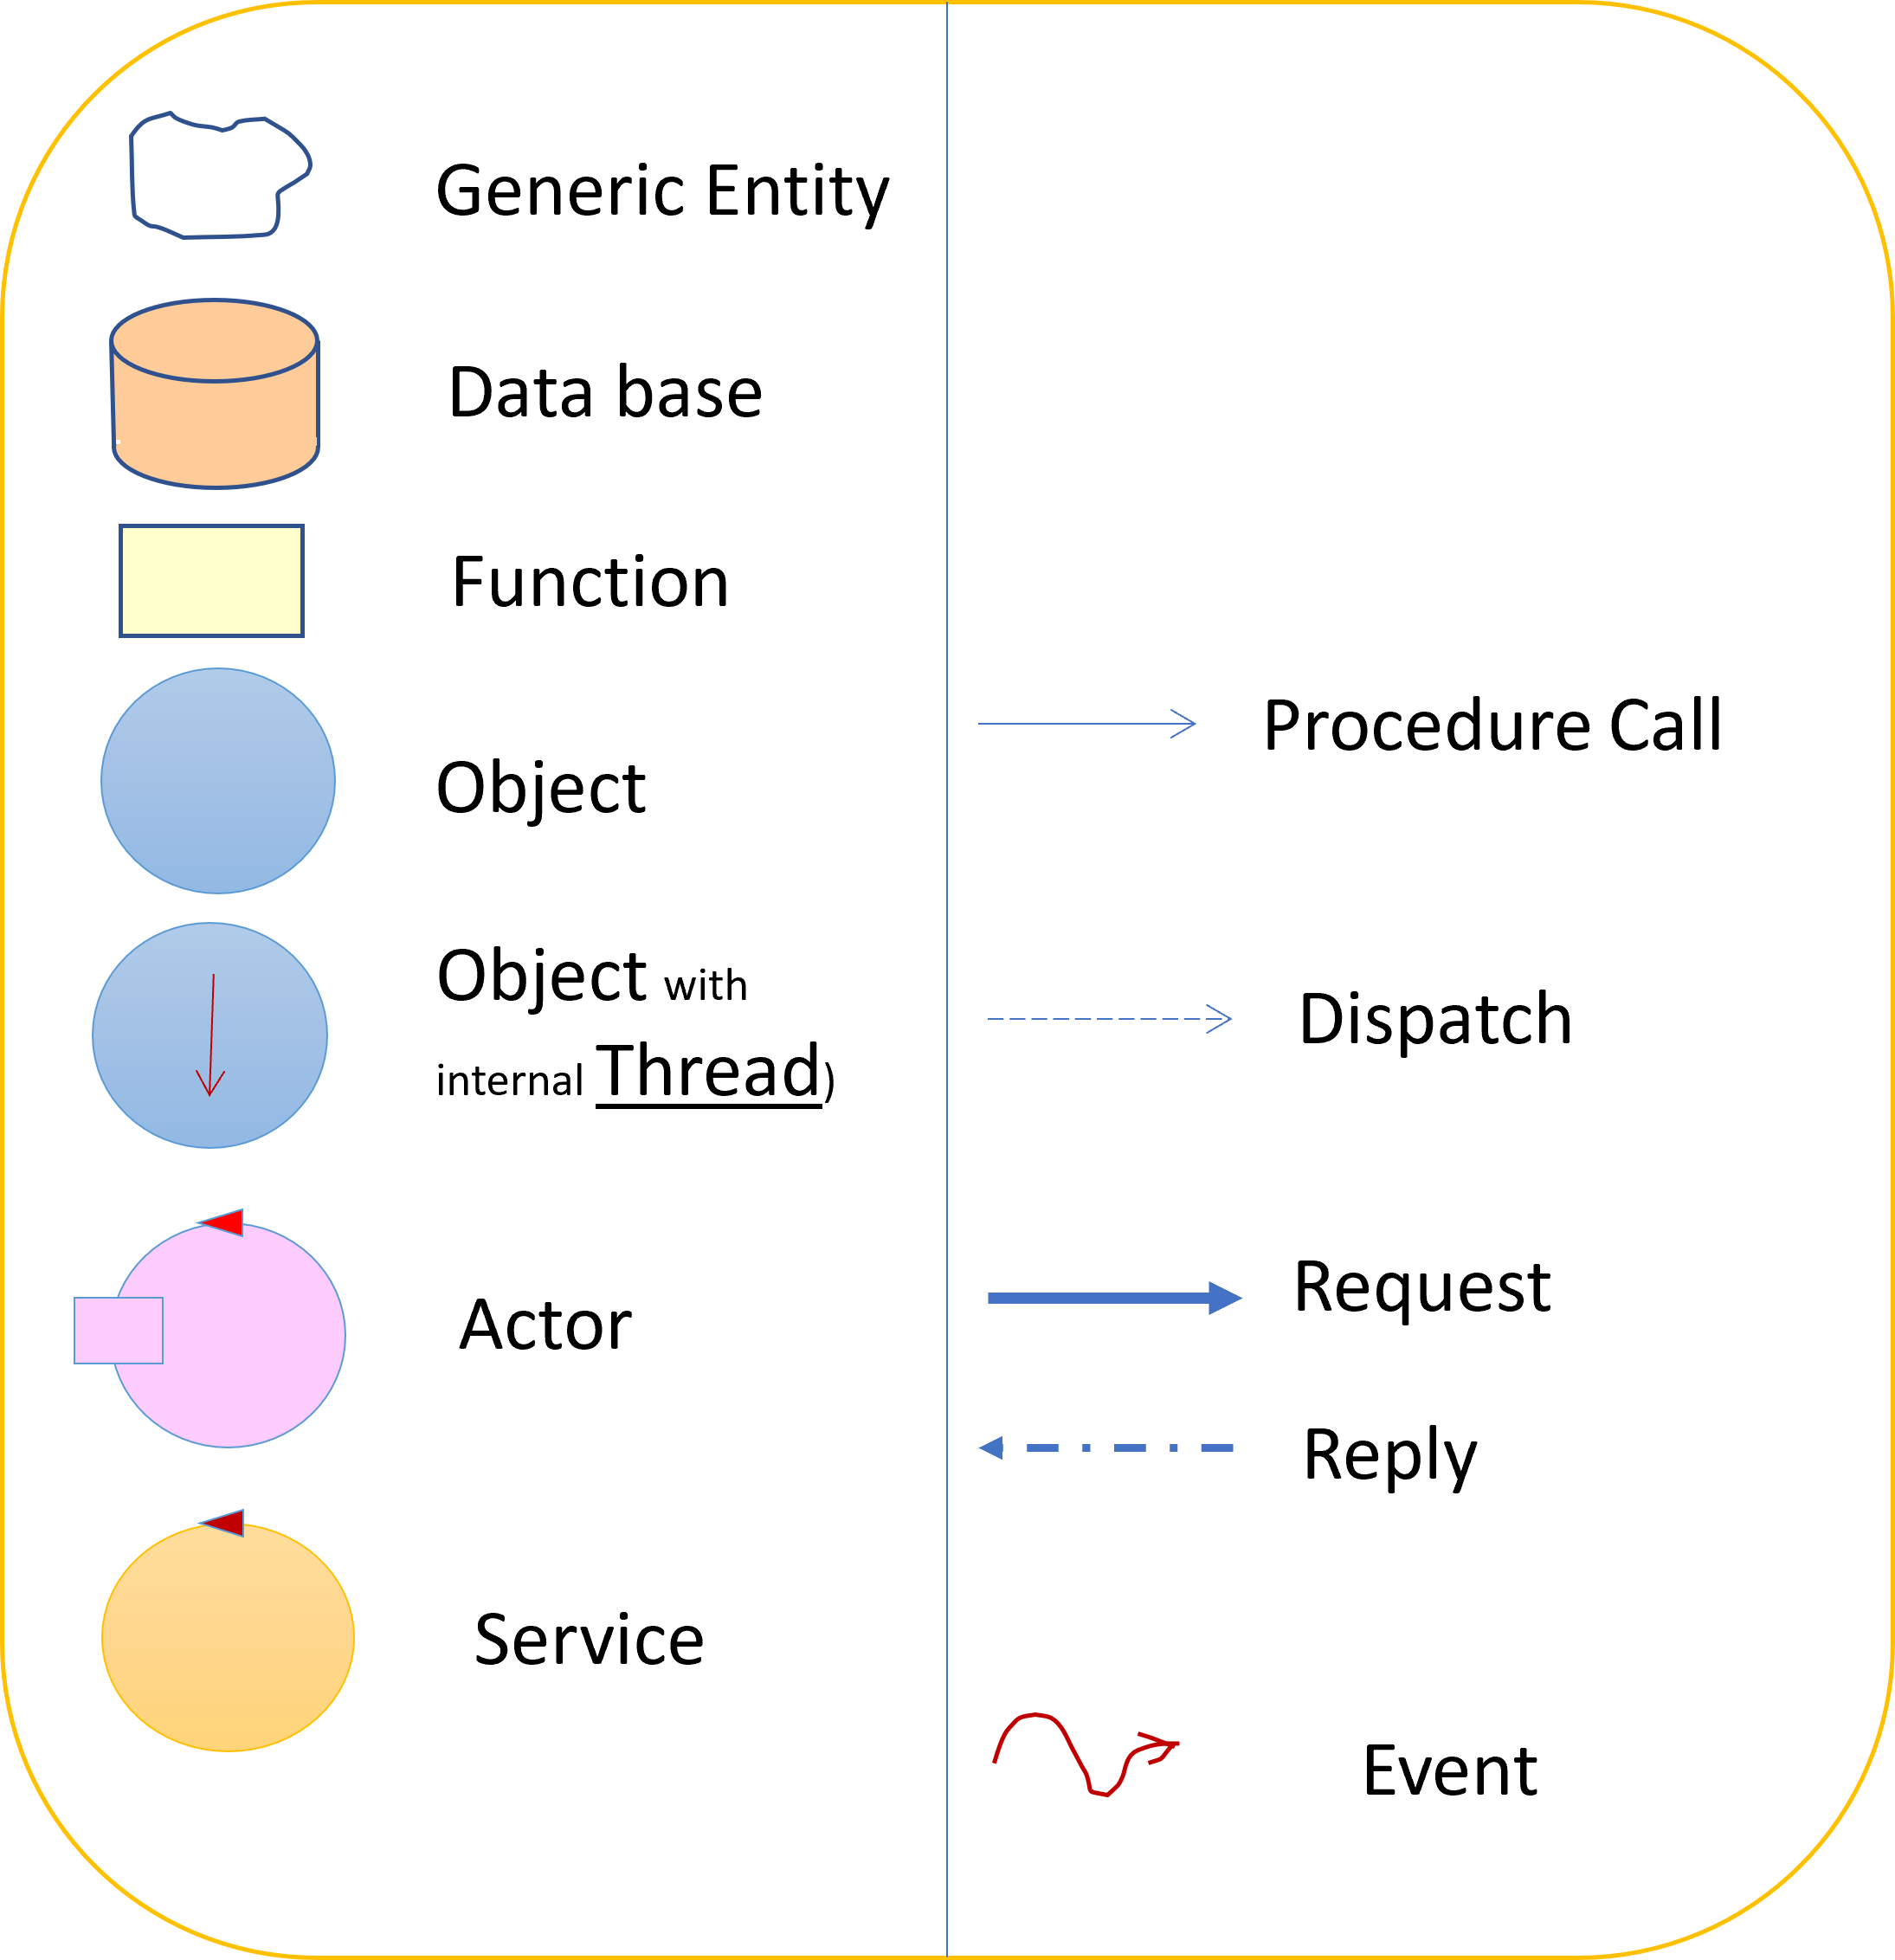 Generic Entity
Data base
Function
Object
Object with
internal Thread)
Actor
Service
Procedure Call
Dispatch
Request
Reply
Event